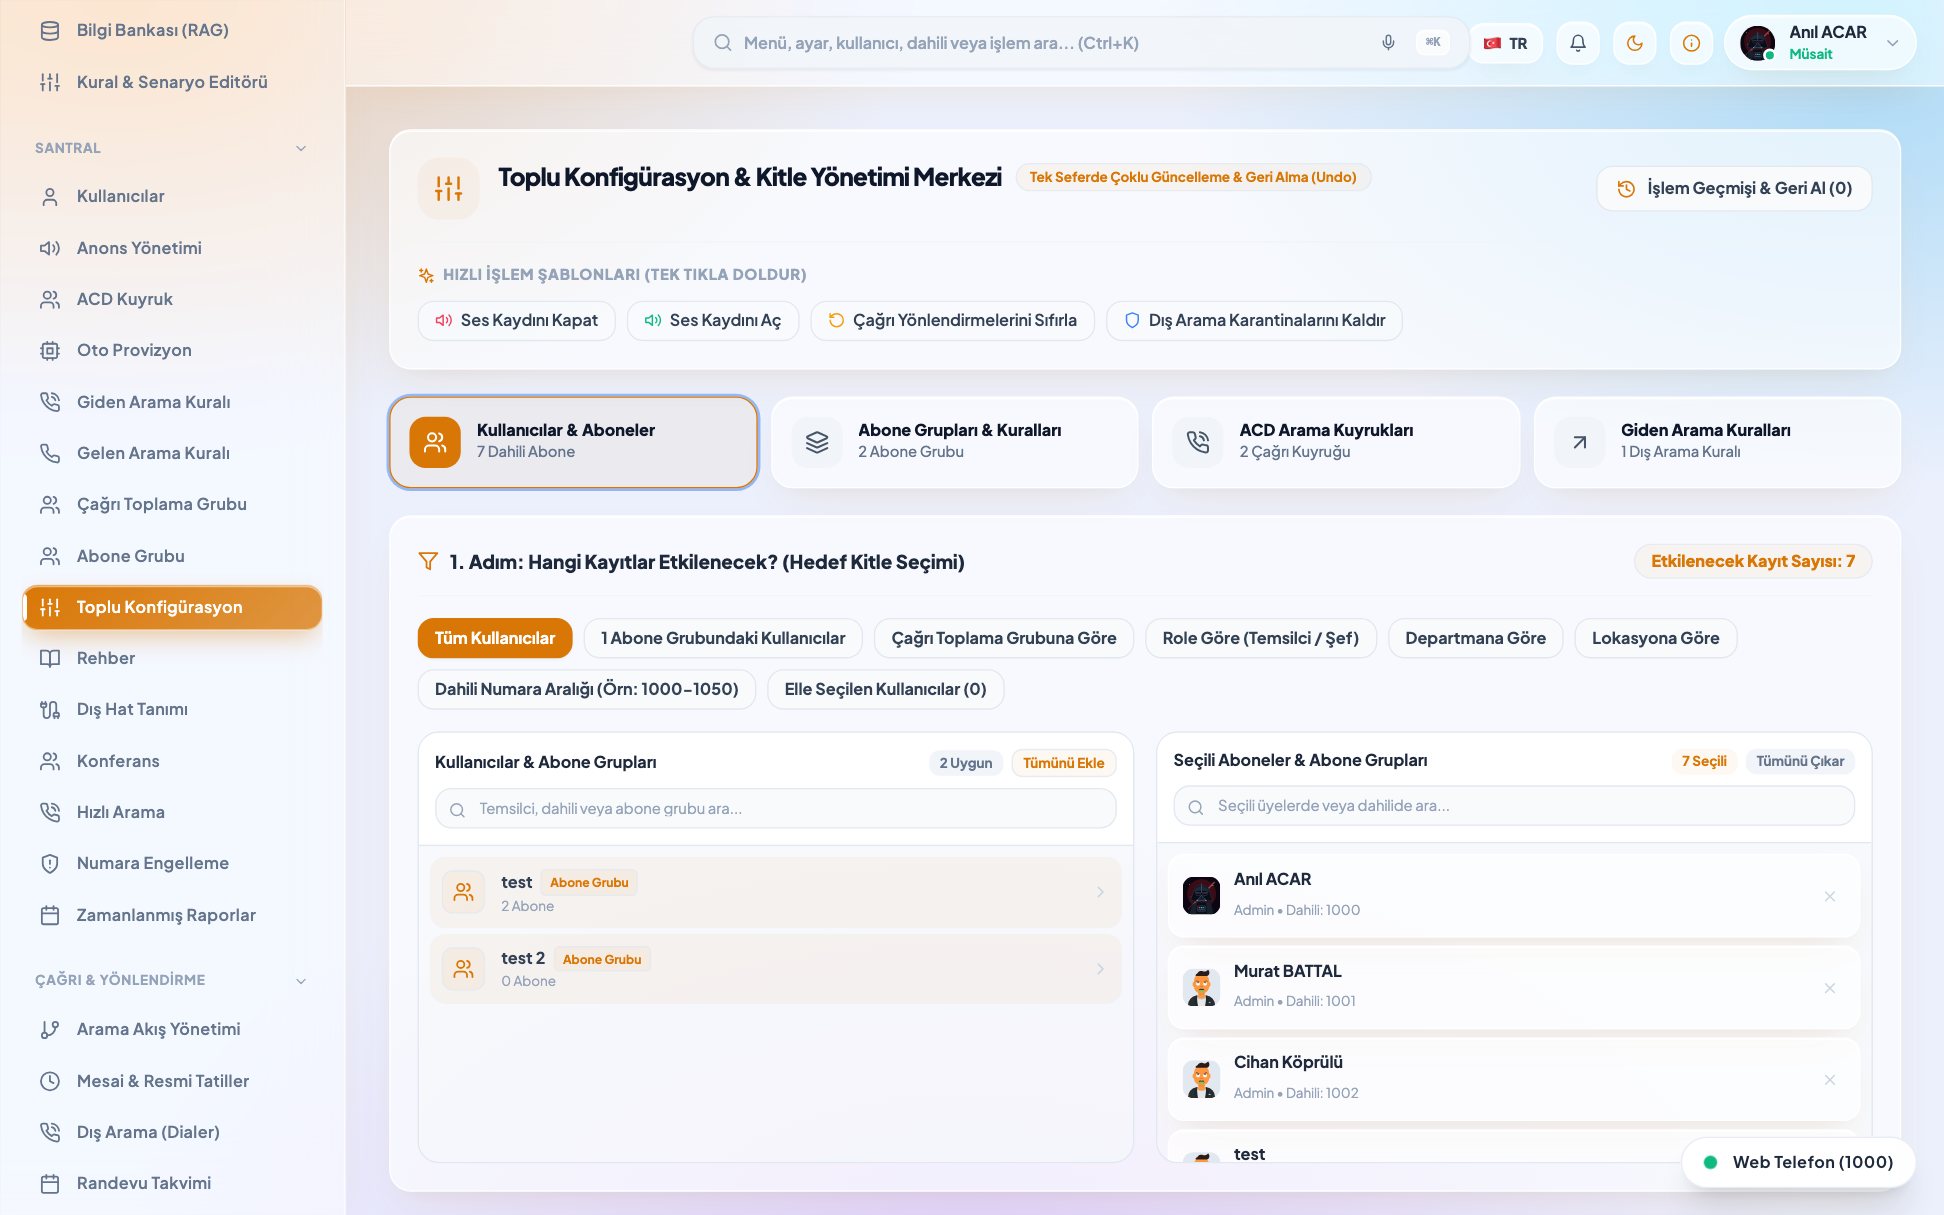 Bilgi Bankası (RAG)
Kural & Senaryo Editörü
SANTRAL
Kullanıcılar
Anons Yönetimi
ACD Kuyruk
Oto Provizyon
Giden Arama Kuralı
Gelen Arama Kuralı
Çağrı Toplama Grubu
Abone Grubu
Toplu Konfigürasyon
Rehber
Dış Hat Tanımı
Konferans
Hızlı Arama
Numara Engelleme
Zamanlanmış Raporlar
ÇAĞRI & YÖNLENDİRME
Arama Akış Yönetimi
Mesai & Resmi Tatiller
Dış Arama (Dialer)
Randevu Takvimi
Menü, ayar, kullanıcı, dahili veya işlem ara... (Ctrl+K)
⌘K
TR
Anıl ACAR
Müsait
Toplu Konfigürasyon & Kitle Yönetimi Merkezi
Tek Seferde Çoklu Güncelleme & Geri Alma (Undo)
İşlem Geçmişi & Geri Al (0)
HIZLI İŞLEM ŞABLONLARI (TEK TIKLA DOLDUR)
Ses Kaydını Kapat
Ses Kaydını Aç
Çağrı Yönlendirmelerini Sıfırla
Dış Arama Karantinalarını Kaldır
Kullanıcılar & Aboneler
7 Dahili Abone
Abone Grupları & Kuralları
2 Abone Grubu
ACD Arama Kuyrukları
2 Çağrı Kuyruğu
Giden Arama Kuralları
1 Dış Arama Kuralı
1. Adım: Hangi Kayıtlar Etkilenecek? (Hedef Kitle Seçimi)
Etkilenecek Kayıt Sayısı: 7
Tüm Kullanıcılar
1 Abone Grubundaki Kullanıcılar
Çağrı Toplama Grubuna Göre
Role Göre (Temsilci / Şef)
Departmana Göre
Lokasyona Göre
Dahili Numara Aralığı (Örn: 1000-1050)
Elle Seçilen Kullanıcılar (0)
Kullanıcılar & Abone Grupları
2 Uygun
Tümünü Ekle
Temsilci, dahili veya abone grubu ara...
test
Abone Grubu
2 Abone
test 2
Abone Grubu
0 Abone
Seçili Aboneler & Abone Grupları
7 Seçili
Tümünü Çıkar
Seçili üyelerde veya dahilide ara...
Anıl ACAR
Admin • Dahili: 1000
Murat BATTAL
Admin • Dahili: 1001
Cihan Köprülü
Admin • Dahili: 1002
test
Web Telefon (1000)